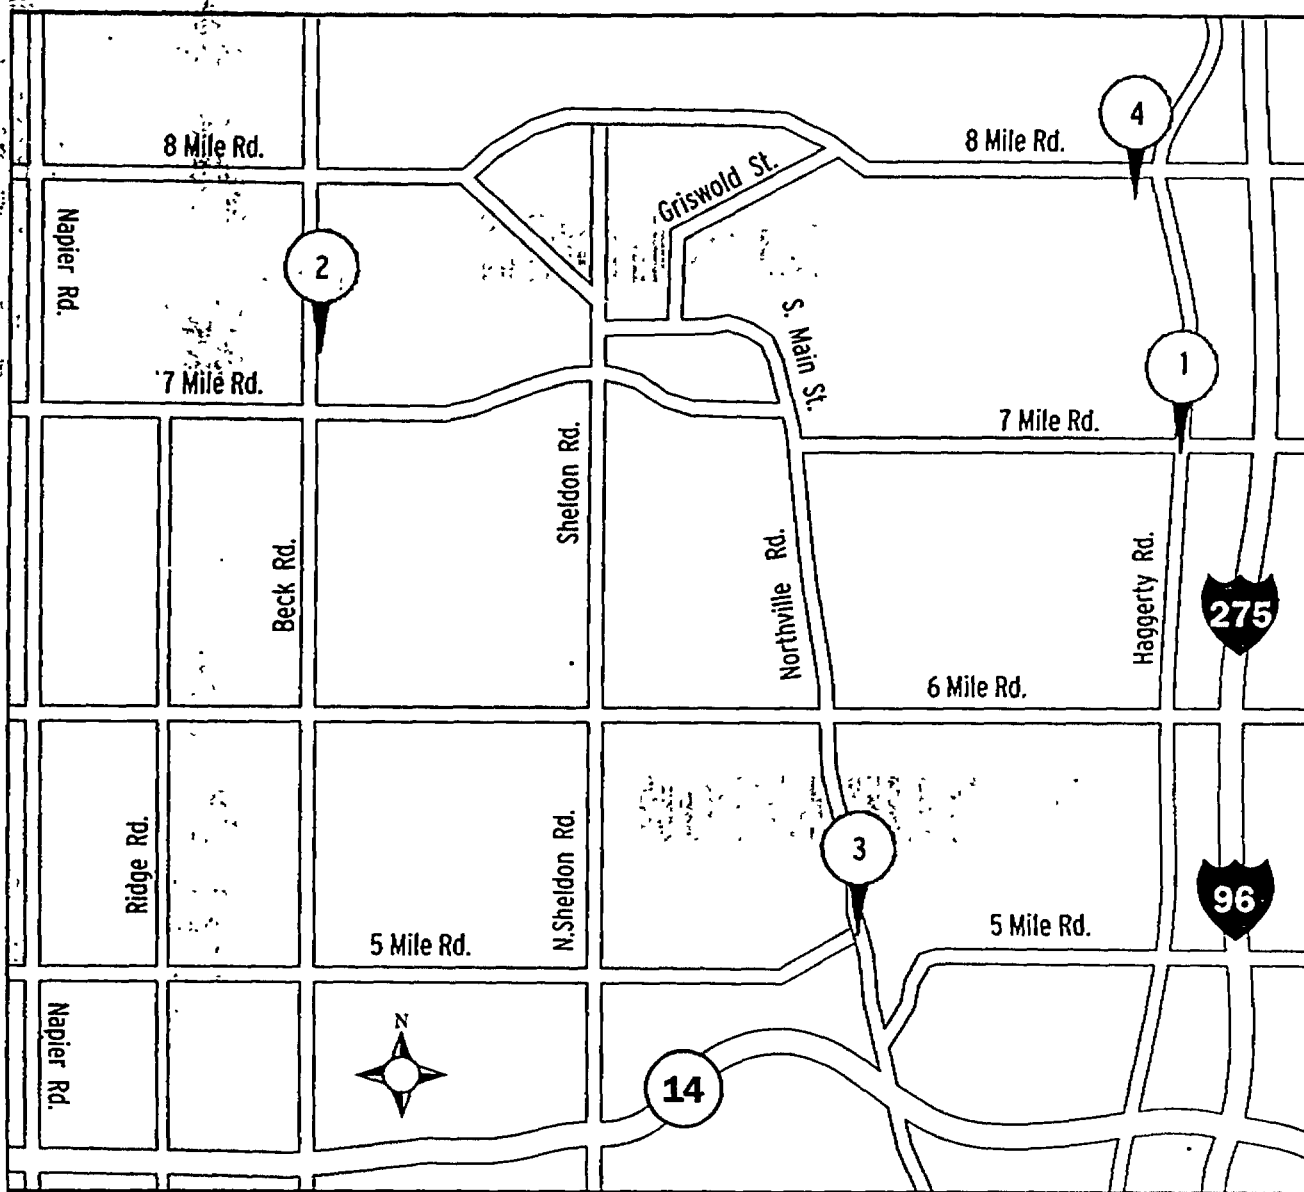 4
8 Mile Rd.
8 Mile Rd.
Griswold St.
Napier Rd.
2
S. Main St.
1
7 Mile Rd.
7 Mile Rd.
Sheldon Rd.
Beck Rd.
Northville Rd.
Haggerty Rd.
275
6 Mile Rd.
Ridge Rd.
N.Sheldon Rd.
3
96
5 Mile Rd.
5 Mile Rd.
Napier Rd.
N
14